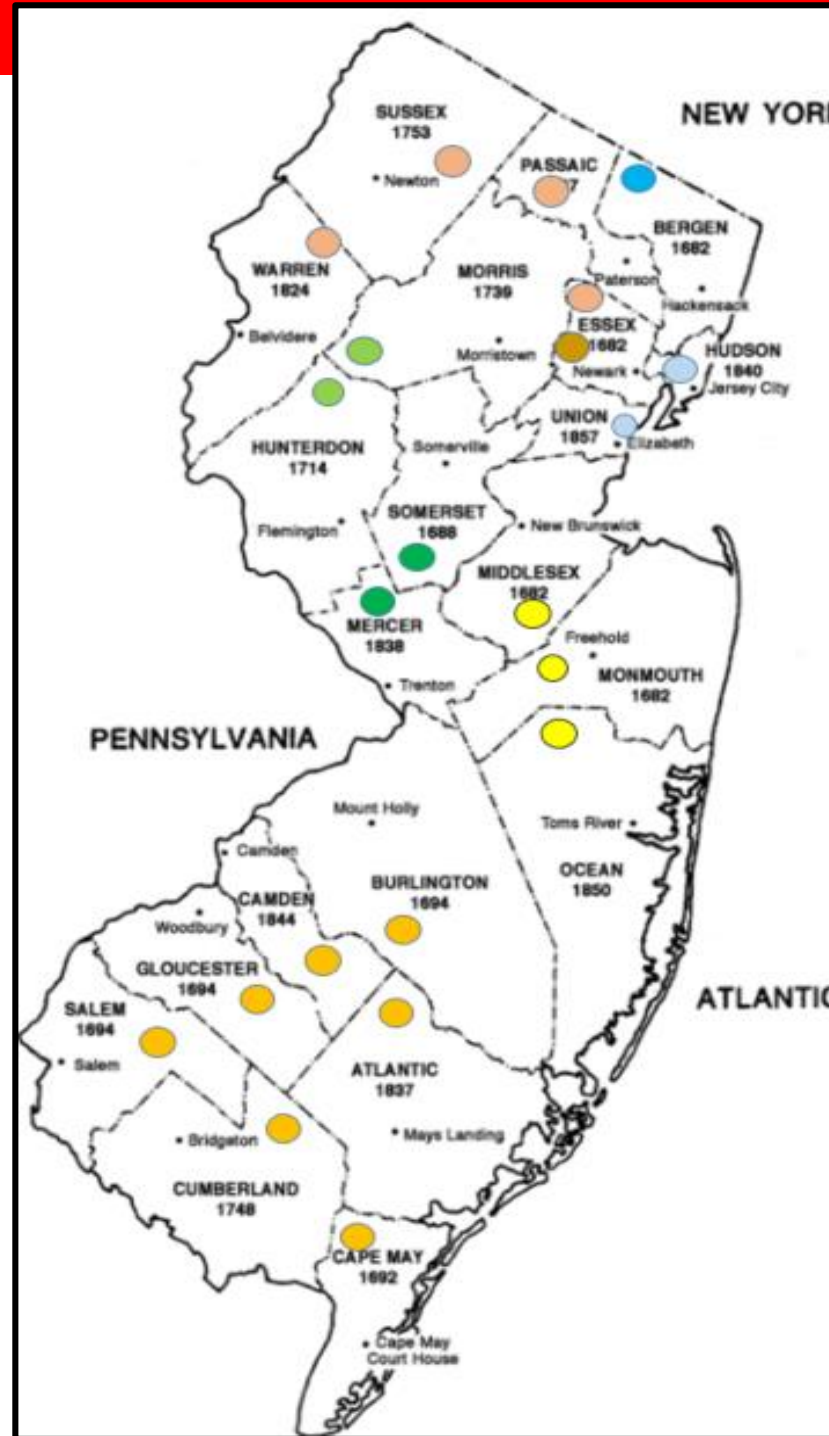 NEW YOR
SUSSEX
1753
Newton
PASSAIC
7
BERGEN
1682
WARREN
1824
MORRIS
1739
Paterson
Hackensack
ESSEX
1682
Belvidere
Morristown
Newark
HUDSON
1840
Jersey City
UNION
1857
Elizabeth
HUNTERDON
1714
Somerville
Flemington
SOMERSET
1688
New Brunswick
MIDDLESEX
1682
MERCER
1838
Freehold
MONMOUTH
1682
Trenton
PENNSYLVANIA
Mount Holly
Toms River
Camden
CAMDEN
1844
BURLINGTON
1694
OCEAN
1850
Woodbury
GLOUCESTER
1694
SALEM
1694
Salem
ATLANTIC
ATLANTIC
1837
Mays Landing
Bridgeton
CUMBERLAND
1748
CAPE MAY
1692
Cape May
Court House